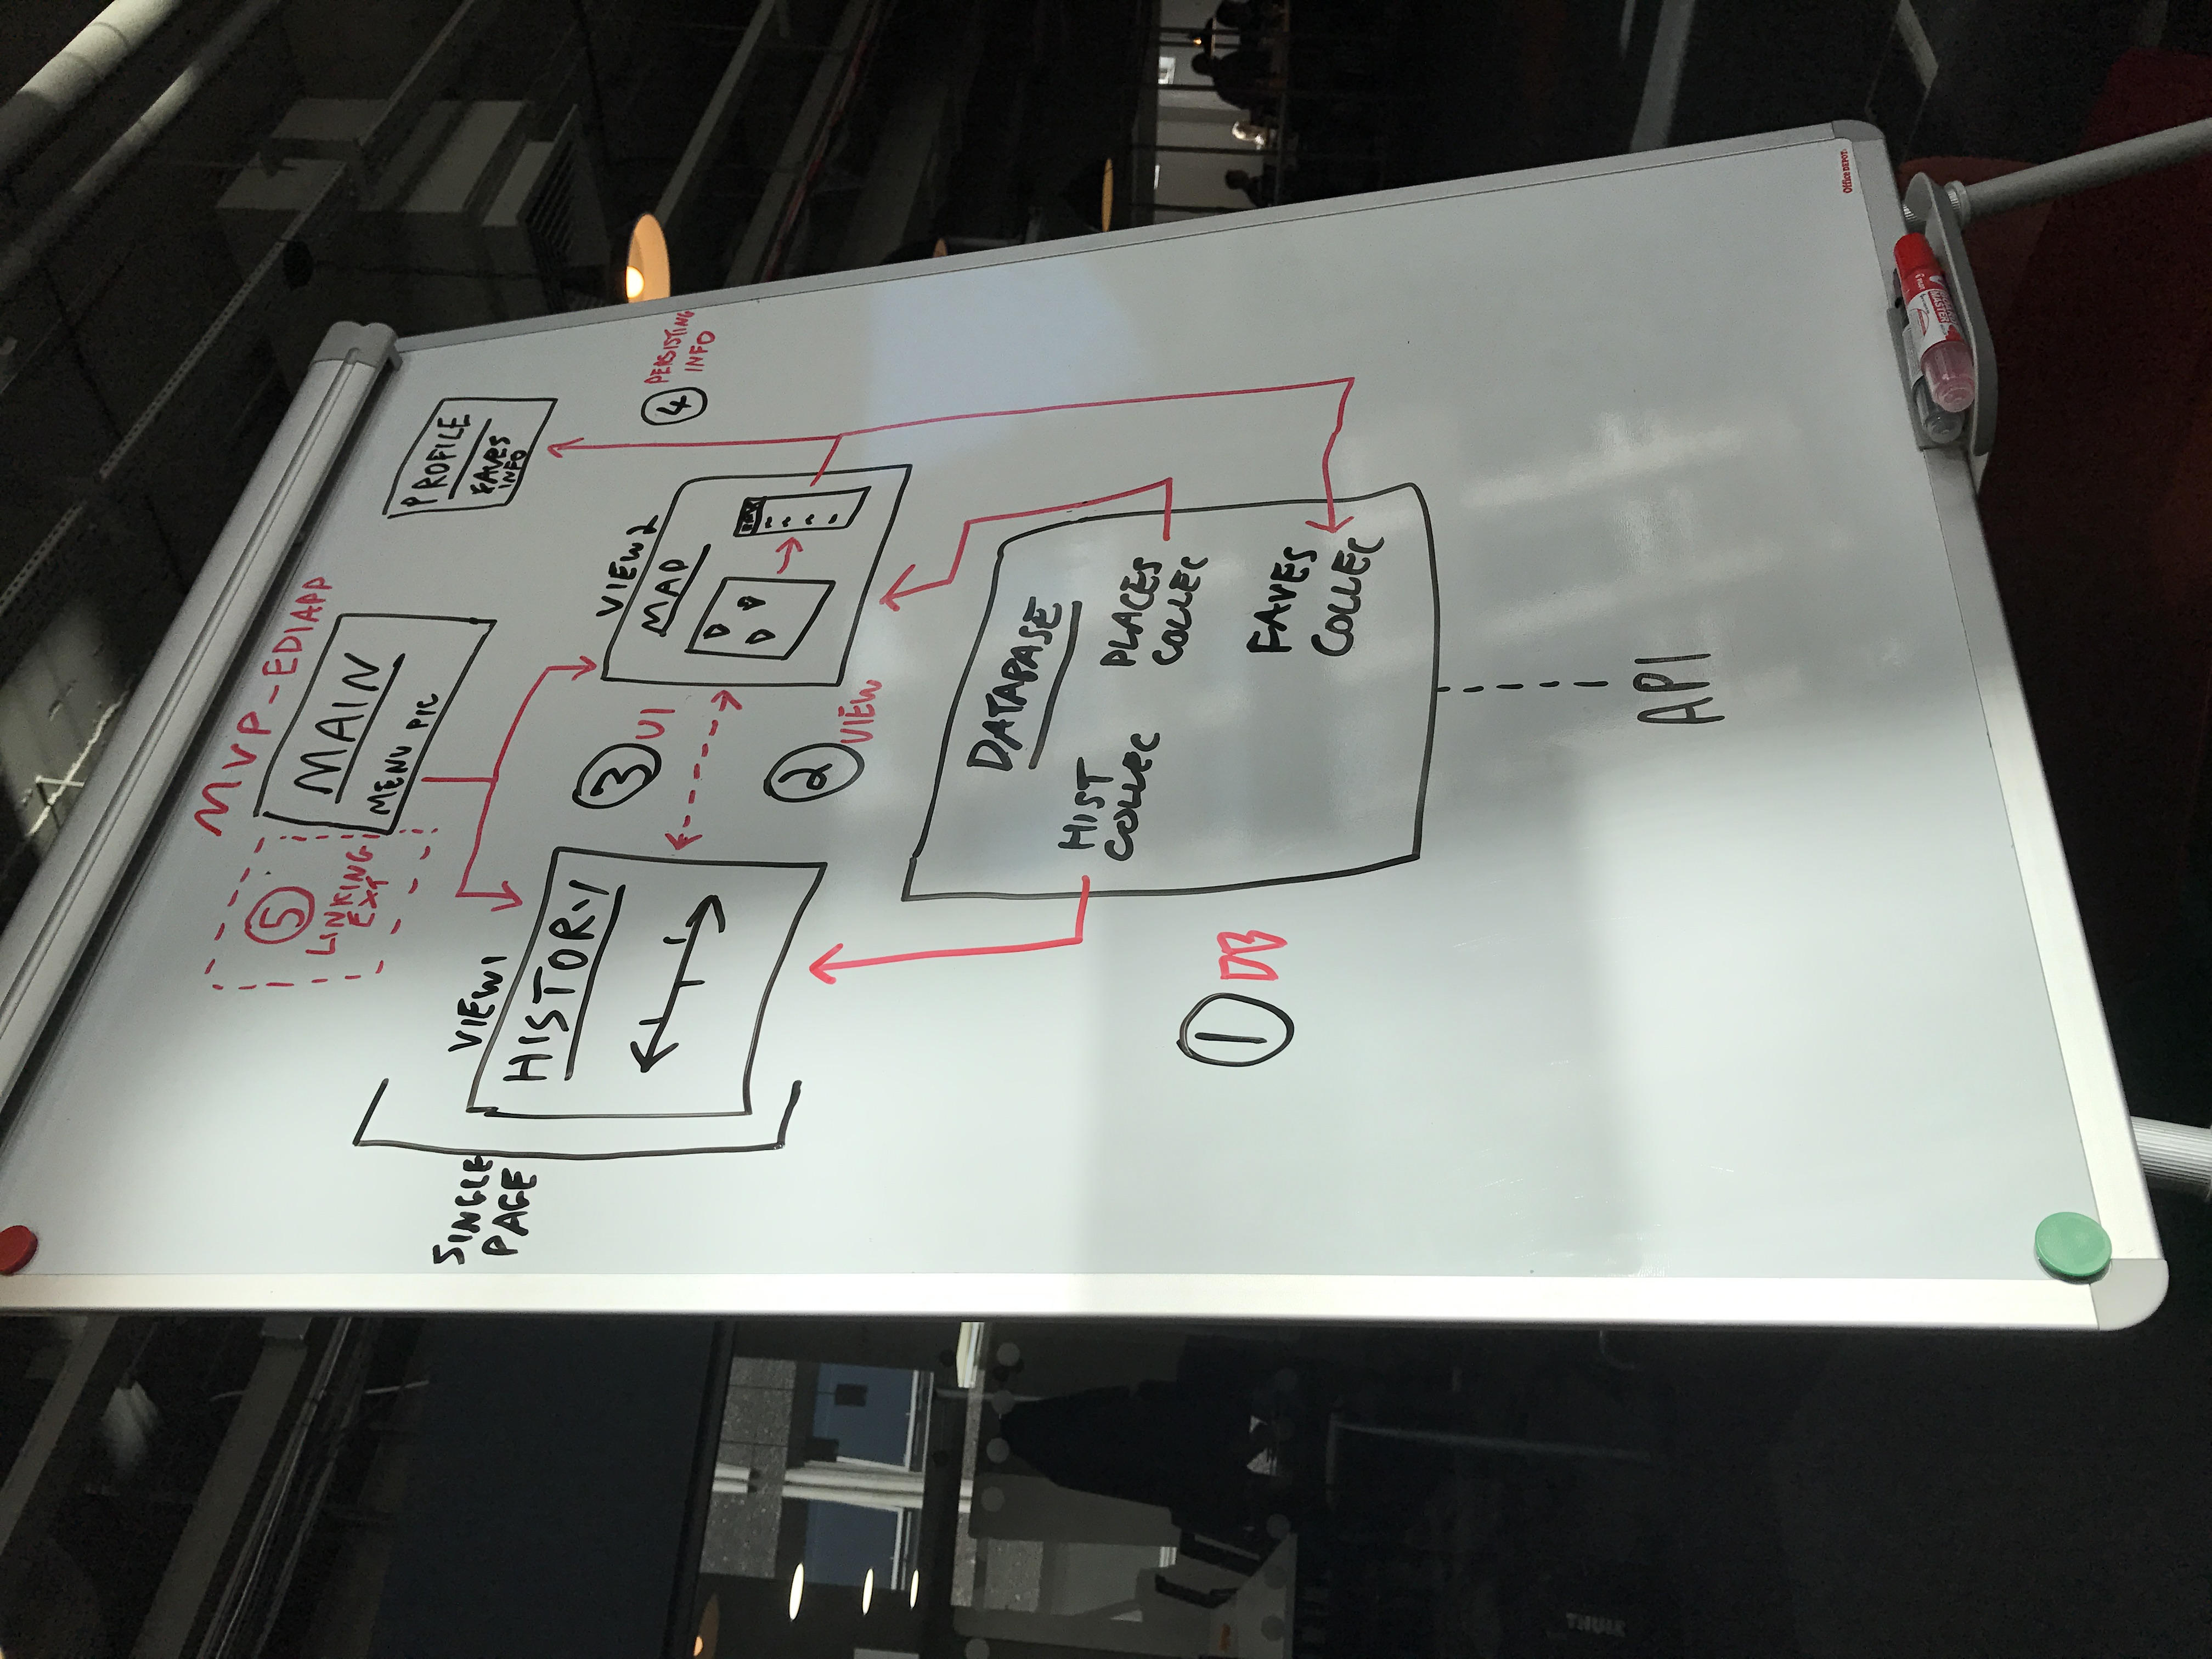 MVP-EDIAPP
5
LINKING
EXT
MAIN
MENU PIC
PROFILE
FAVES
INFO
SINGLE
PAGE
VIEW1
HISTORY
3 UI
VIEW2
MAP
4 PERSISTING
INFO
2 VIEW
DATABASE
HIST
COLLEC
PLACES
COLLEC
1 DB
FAVES
COLLEC
API
Office DEPOT